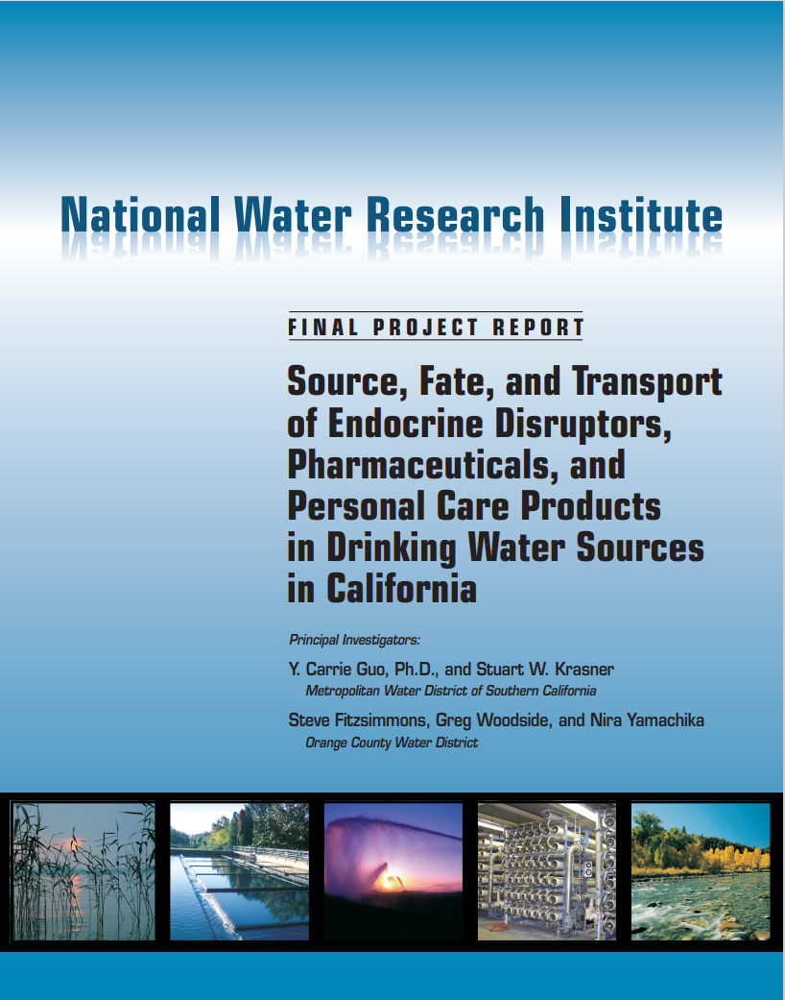 National Water Research Institute
FINAL PROJECT REPORT
Source, Fate, and Transport
of Endocrine Disruptors,
Pharmaceuticals, and
Personal Care Products
in Drinking Water Sources
in California
Principal Investigators:
Y. Carrie Guo, Ph.D., and Stuart W. Krasner
Metropolitan Water District of Southern California
Steve Fitzsimmons, Greg Woodside, and Nira Yamachika
Orange County Water District